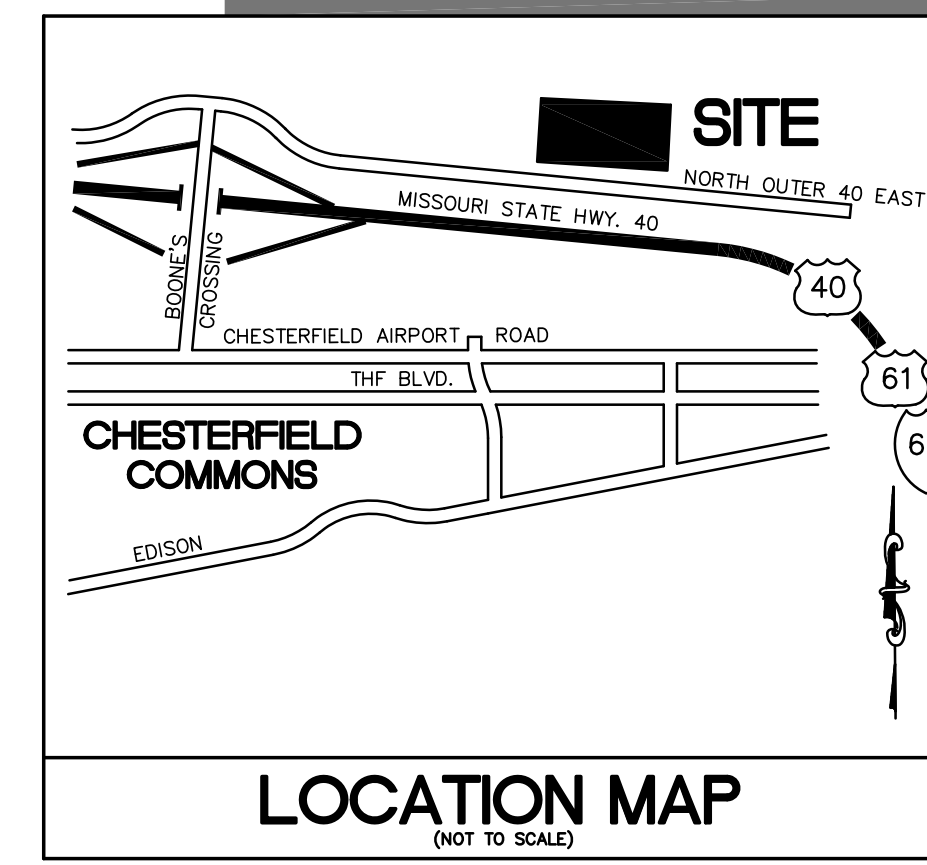 SITE
NORTH OUTER 40 EAST
MISSOURI STATE HWY. 40
40
BOONE'S
CROSSING
CHESTERFIELD AIRPORT ROAD
61
THF BLVD.
CHESTERFIELD
COMMONS
6
EDISON
LOCATION MAP
(NOT TO SCALE)